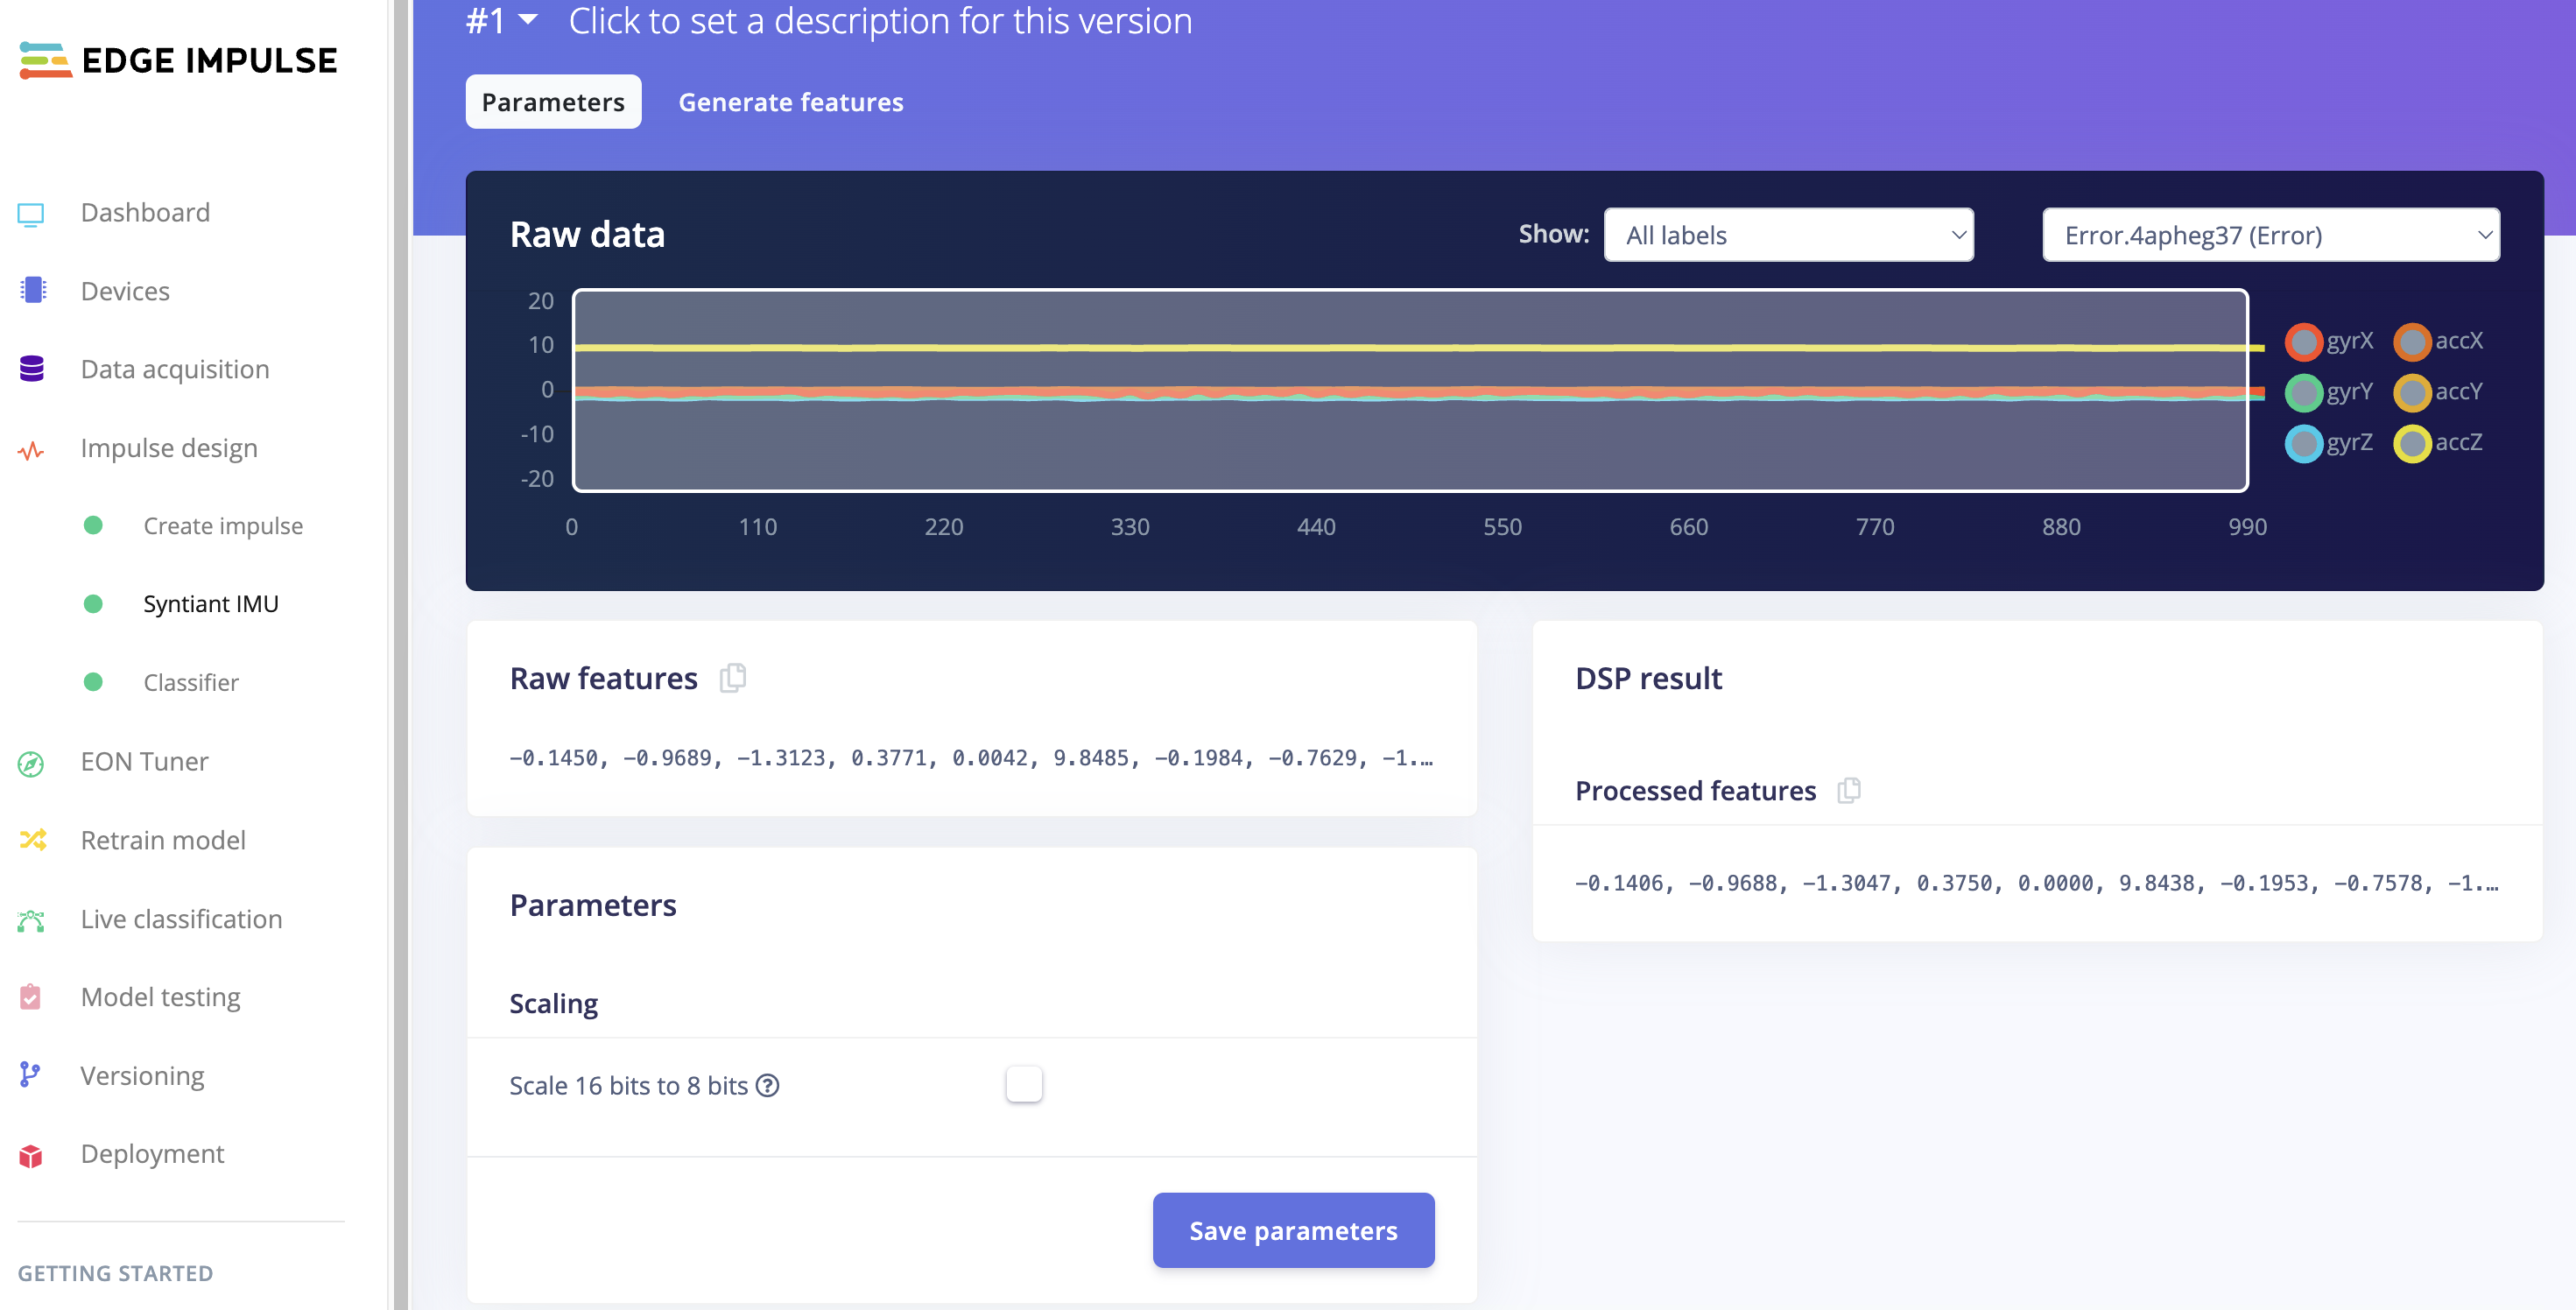 EDGE IMPULSE
Dashboard
Devices
Data acquisition
Impulse design
Create impulse
Syntiant IMU
Classifier
EON Tuner
Retrain model
Live classification
Model testing
Versioning
Deployment
GETTING STARTED
#1 Click to set a description for this version
Parameters Generate features
Raw data
Show: All labels Error.4apheg37 (Error)
20
10
0
-10
-20
0 110 220 330 440 550 660 770 880 990
gyrX accX
gyrY accY
gyrZ accZ
Raw features
-0.1450, -0.9689, -1.3123, 0.3771, 0.0042, 9.8485, -0.1984, -0.7629, -1.…
Parameters
Scaling
Scale 16 bits to 8 bits
Save parameters
DSP result
Processed features
-0.1406, -0.9688, -1.3047, 0.3750, 0.0000, 9.8438, -0.1953, -0.7578, -1.…